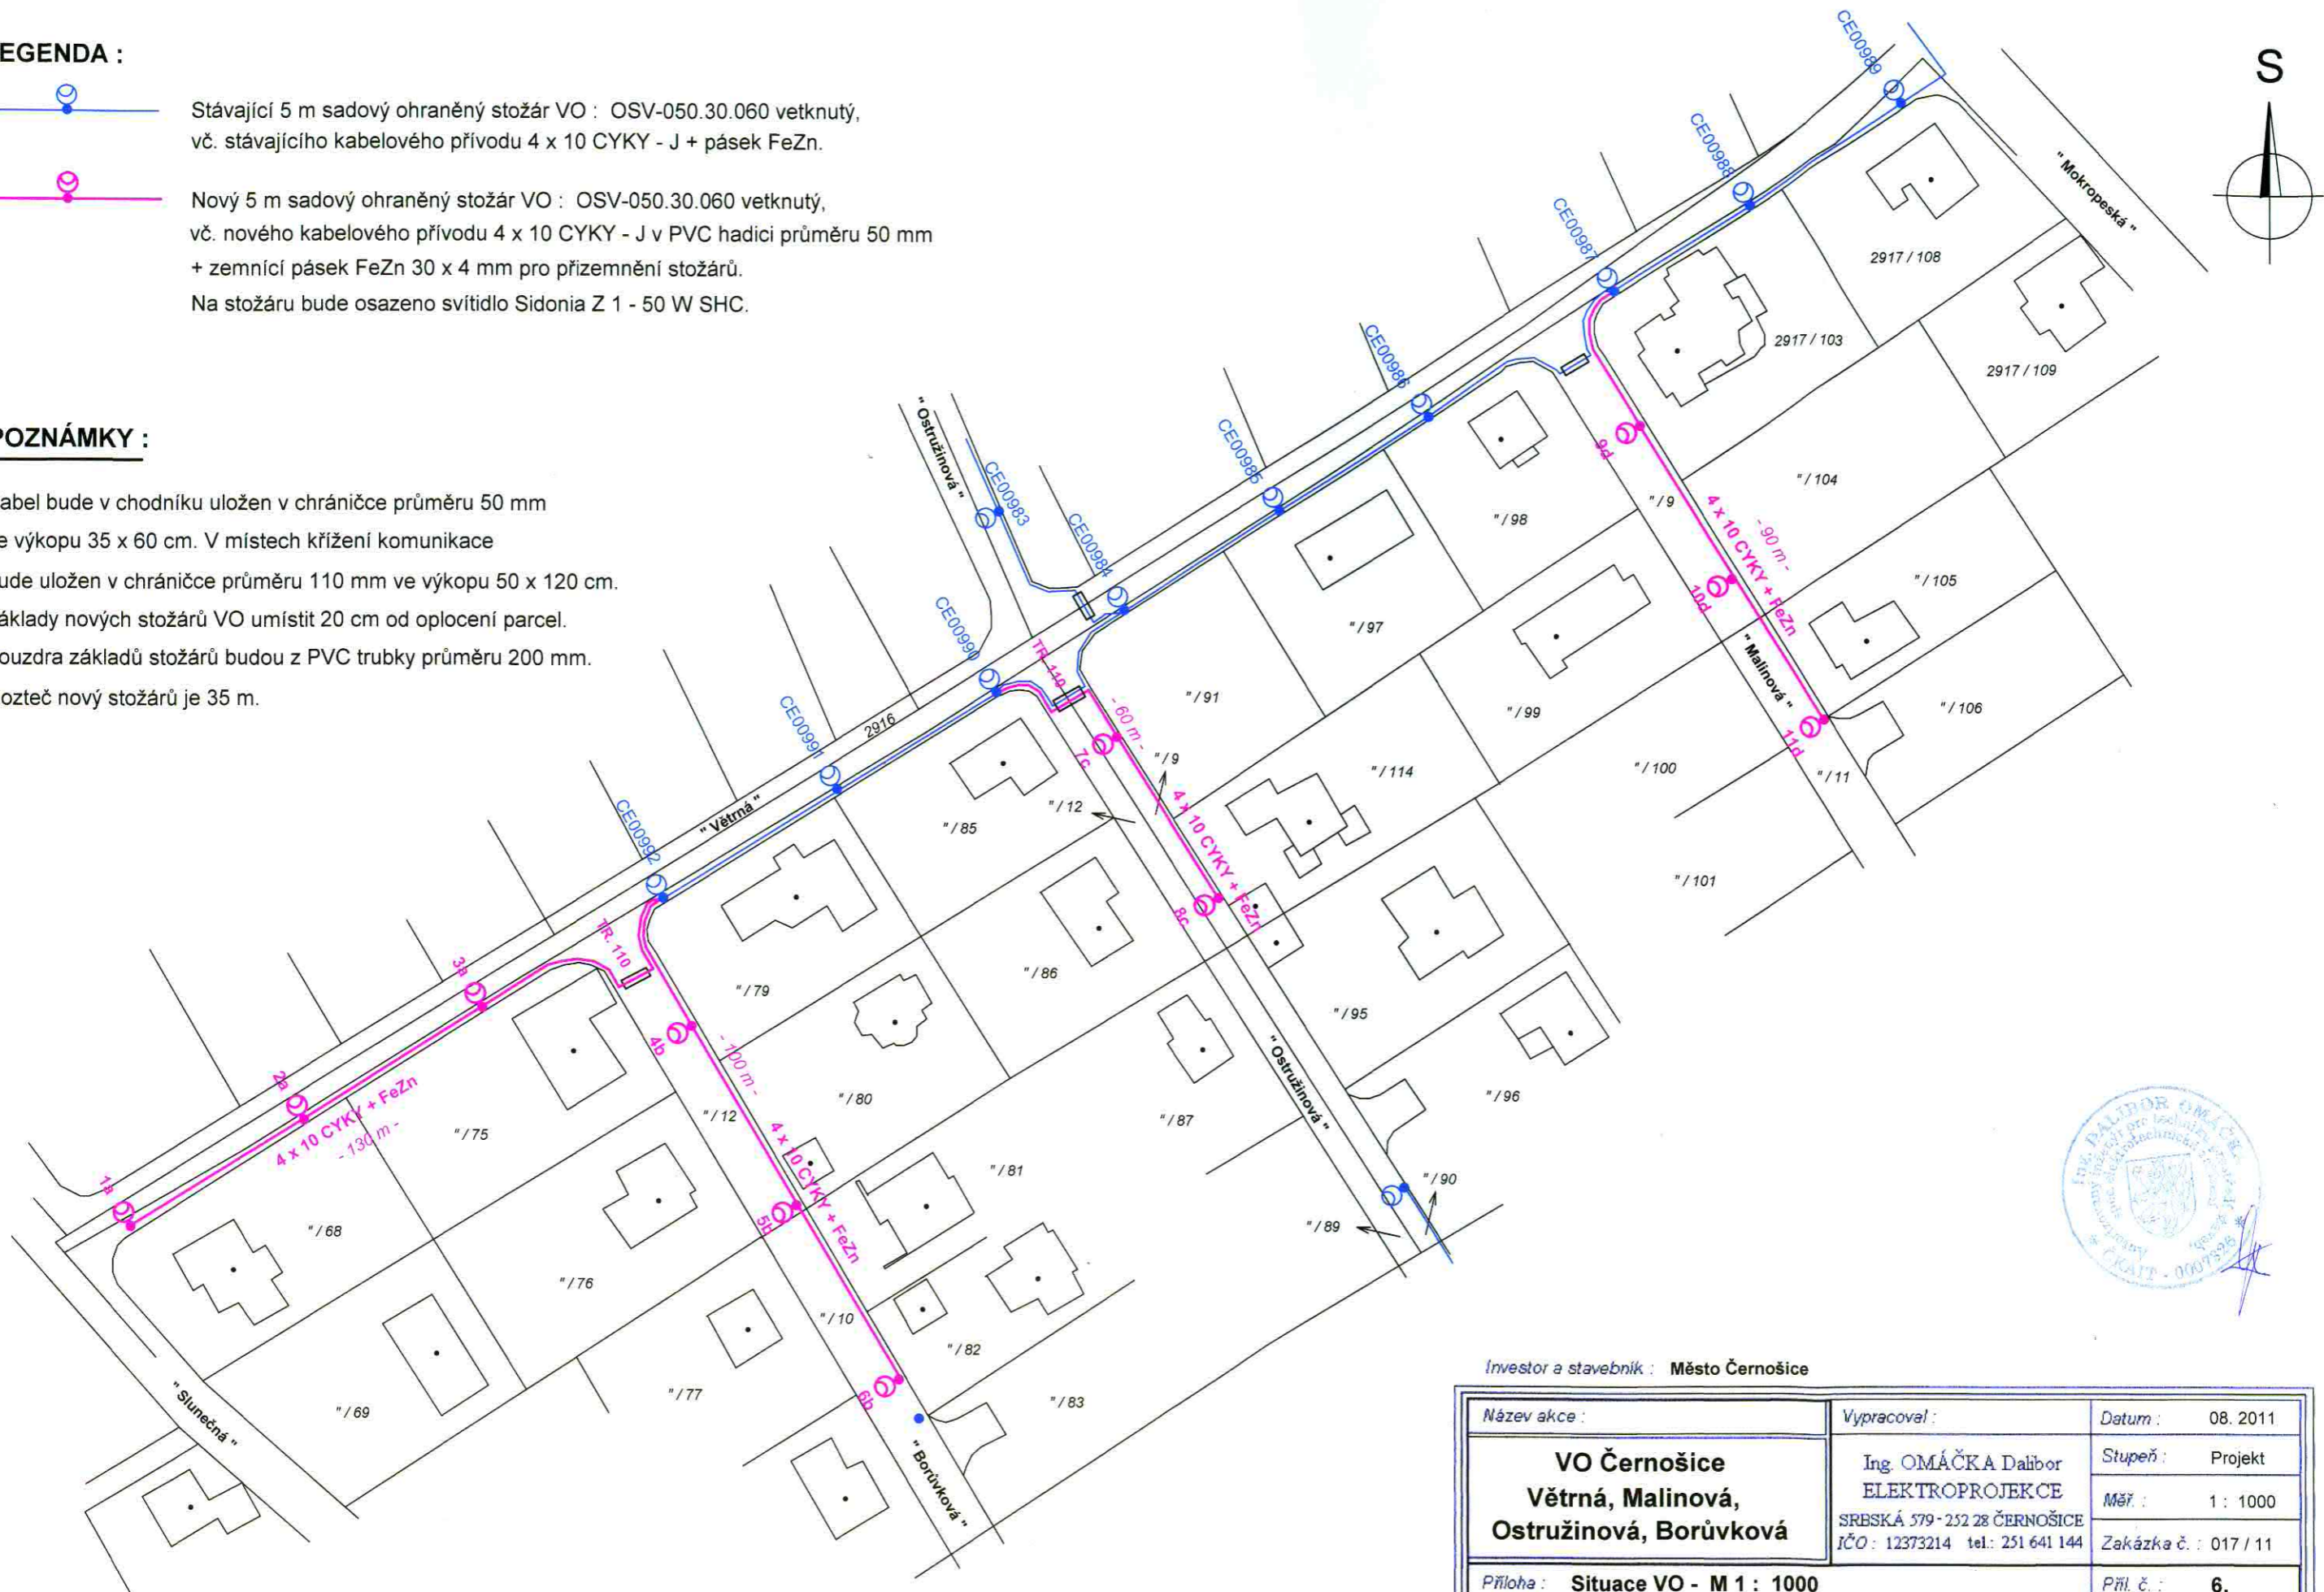 EGENDA :
Stávající 5 m sadový ohraněný stožár VO : OSV-050.30.060 vetknutý,
vč. stávajícího kabelového přívodu 4 x 10 CYKY - J + pásek FeZn.
Nový 5 m sadový ohraněný stožár VO : OSV-050.30.060 vetknutý,
vč. nového kabelového přívodu 4 x 10 CYKY - J v PVC hadici průměru 50 mm
+ zemnící pásek FeZn 30 x 4 mm pro přizemnění stožárů.
Na stožáru bude osazeno svítidlo Sidonia Z 1 - 50 W SHC.
POZNÁMKY :
abel bude v chodníku uložen v chráničce průměru 50 mm
e výkopu 35 x 60 cm. V místech křížení komunikace
ude uložen v chráničce průměru 110 mm ve výkopu 50 x 120 cm.
áklady nových stožárů VO umístit 20 cm od oplocení parcel.
ouzdra základů stožárů budou z PVC trubky průměru 200 mm.
ozteč nový stožárů je 35 m.
S
CE00989
CE00988
CE00987
CE00986
CE00985
CE00984
CE00983
CE00990
CE00991
CE00992
" Mokropeská "
" Ostružinová "
2917 / 108
2917 / 103
2917 / 109
" / 104
" / 9
" / 98
" / 105
" / 97
" / 106
" / 91
" / 99
" / 100
" / 11
" / 114
" / 9
" / 12
" / 85
" / 101
" / 86
" / 79
" / 95
" / 96
" / 80
" / 87
" / 12
" / 75
" / 81
" / 90
" / 89
" / 68
" / 76
" / 10
" / 82
" / 77
" / 83
" / 69
2916
" Větrná "
" Malinová "
" Ostružinová "
" Borůvková "
" Slunečná "
9d
10d
11d
4 x 10 CYKY + FeZn
- 90 m -
TR. 110
- 60 m -
7c
8c
4 x 10 CYKY + FeZn
TR. 110
3a
2a
1a
4 x 10 CYKY + FeZn
- 130 m -
4b
5b
6b
- 100 m -
4 x 10 CYKY + FeZn
ING. DALIBOR OMÁČKA
* ČKAIT - 0007326 *
Investor a stavebník : Město Černošice
Název akce :
VO Černošice
Větrná, Malinová,
Ostružinová, Borůvková
Vypracoval :
Ing. OMÁČKA Dalibor
ELEKTROPROJEKCE
SRBSKÁ 579 - 252 28 ČERNOŠICE
IČO : 12373214 tel.: 251 641 144
Datum : 08. 2011
Stupeň : Projekt
Měř. : 1 : 1000
Zakázka č. : 017 / 11
Příloha : Situace VO - M 1 : 1000
Příl. č. : 6.